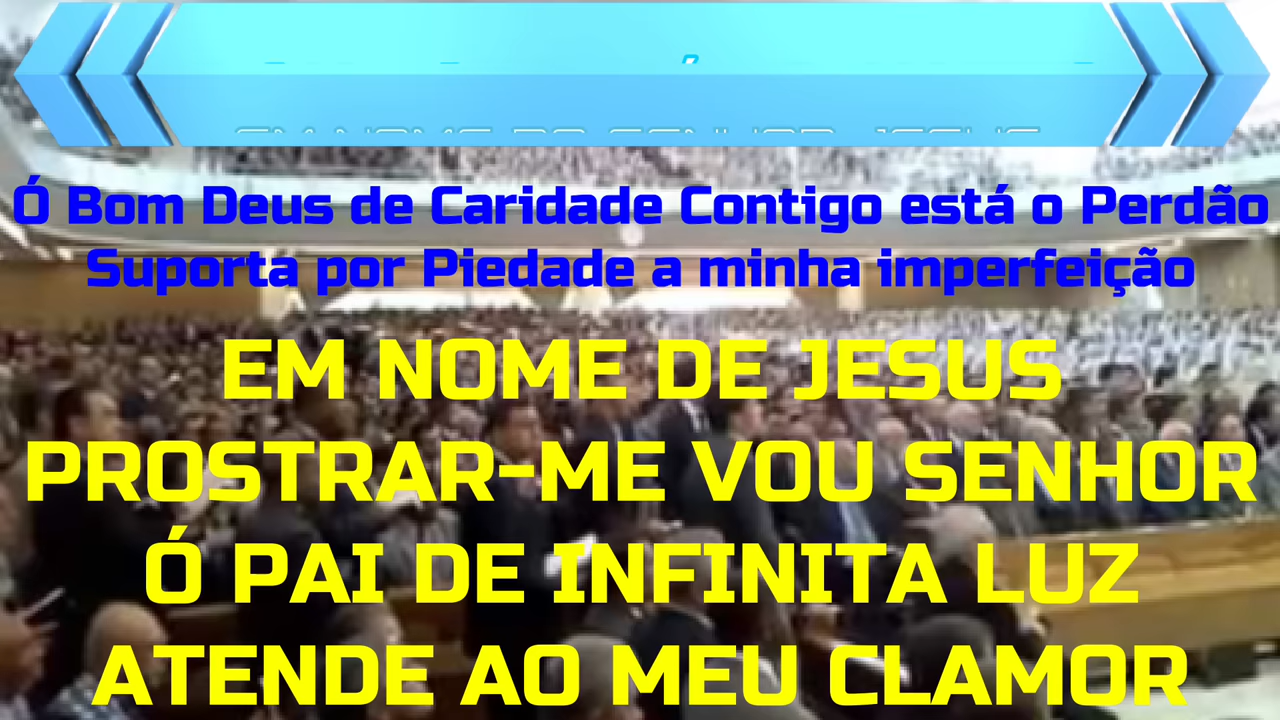 Ó Bom Deus de Caridade Contigo está o Perdão
Suporta por Piedade a minha imperfeição
EM NOME DE JESUS
PROSTRAR-ME VOU SENHOR
Ó PAI DE INFINITA LUZ
ATENDE AO MEU CLAMOR